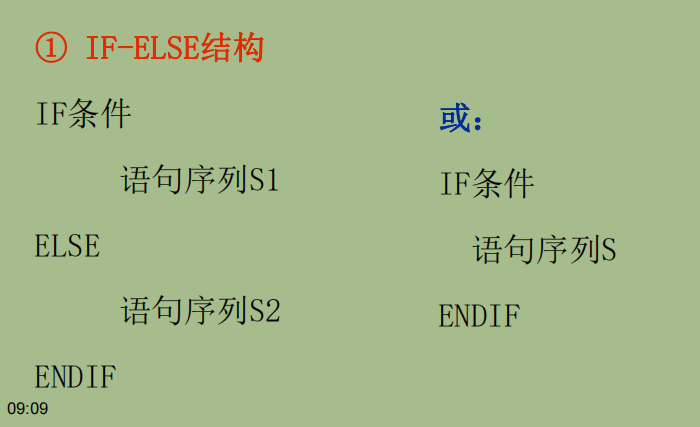 ① IF-ELSE结构
IF条件
语句序列S1
ELSE
语句序列S2
ENDIF
或:
IF条件
语句序列S
ENDIF
09:09